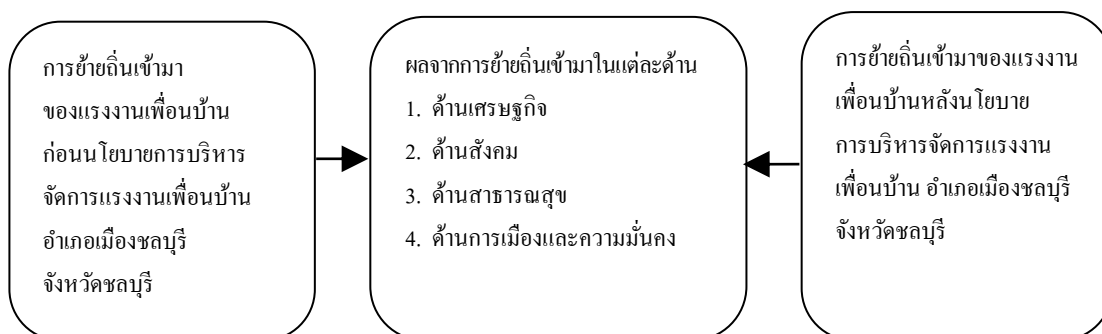 การย้ายถิ่นเข้ามา
ของแรงงานเพื่อนบ้าน
ก่อนนโยบายการบริหาร
จัดการแรงงานเพื่อนบ้าน
อำเภอเมืองชลบุรี
จังหวัดชลบุรี
ผลจากการย้ายถิ่นเข้ามาในแต่ละด้าน
1. ด้านเศรษฐกิจ
2. ด้านสังคม
3. ด้านสาธารณสุข
4. ด้านการเมืองและความมั่นคง
การย้ายถิ่นเข้ามาของแรงงาน
เพื่อนบ้านหลังนโยบาย
การบริหารจัดการแรงงาน
เพื่อนบ้าน อำเภอเมืองชลบุรี
จังหวัดชลบุรี